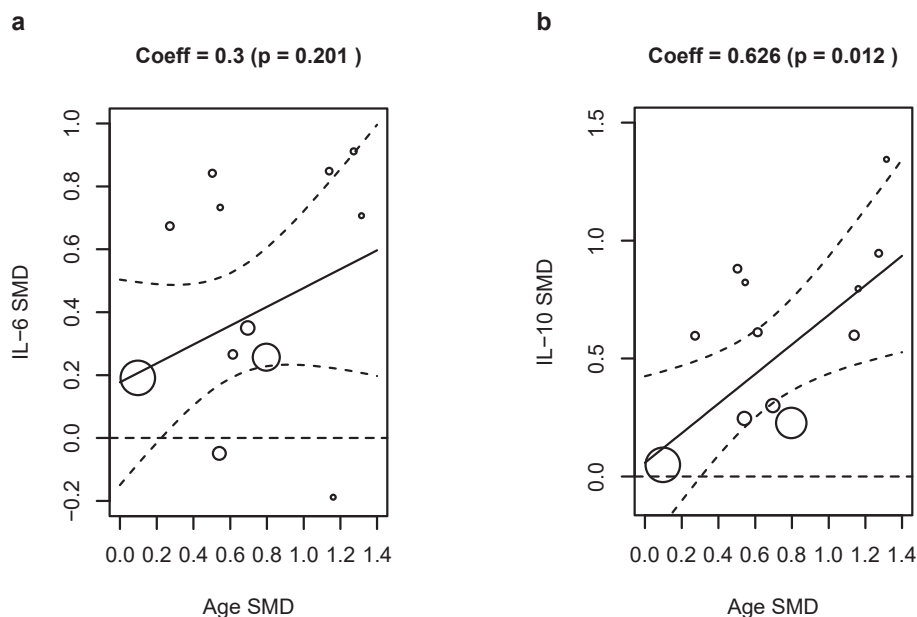 a
Coeff = 0.3 (p = 0.201 )
IL−6 SMD
1.0
0.8
0.6
0.4
0.2
0.0
−0.2
0.0 0.2 0.4 0.6 0.8 1.0 1.2 1.4
Age SMD
b
Coeff = 0.626 (p = 0.012 )
IL−10 SMD
1.5
1.0
0.5
0.0
0.0 0.2 0.4 0.6 0.8 1.0 1.2 1.4
Age SMD